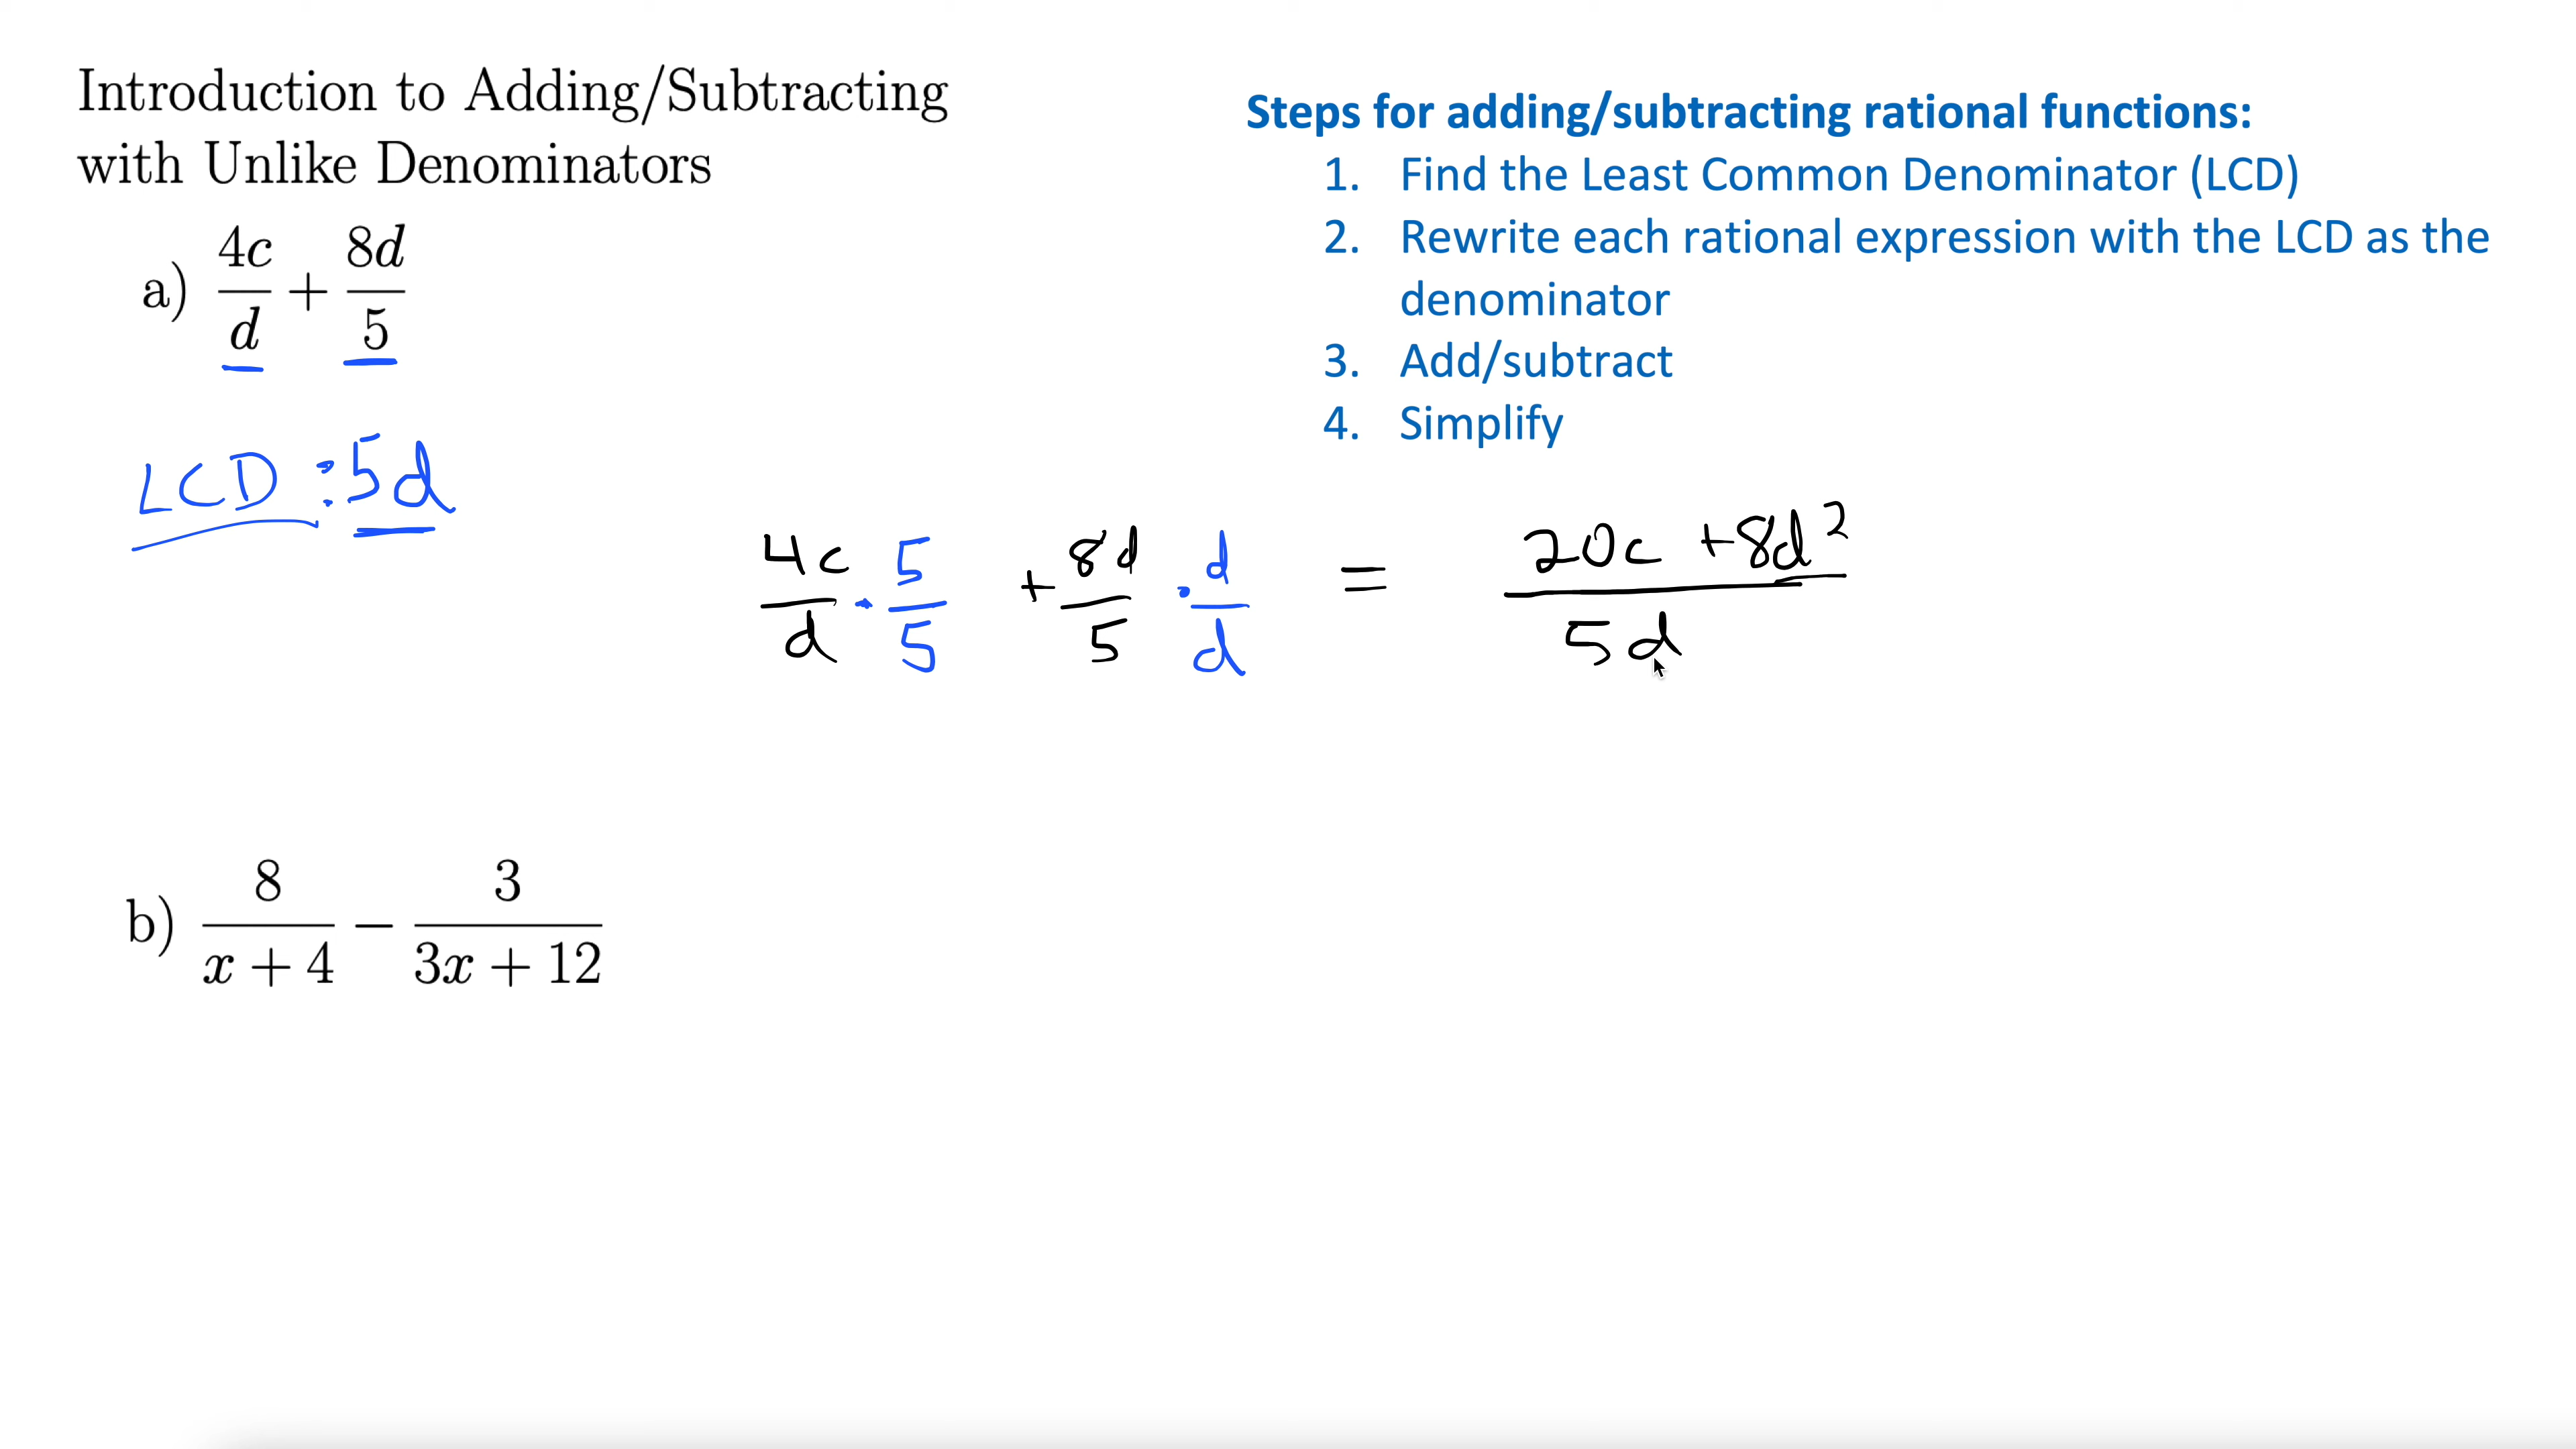 Introduction to Adding/Subtracting
with Unlike Denominators
a) 4c/d + 8d/5
LCD : 5d
Steps for adding/subtracting rational functions:
1. Find the Least Common Denominator (LCD)
2. Rewrite each rational expression with the LCD as the
denominator
3. Add/subtract
4. Simplify
4c/d · 5/5 + 8d/5 · d/d = (20c + 8d²)/5d
b) 8/(x + 4) − 3/(3x + 12)